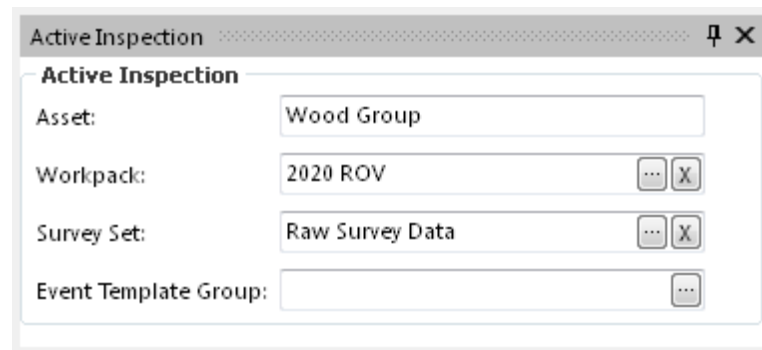 Active Inspection
Active Inspection
Asset: Wood Group
Workpack: 2020 ROV ... X
Survey Set: Raw Survey Data ... X
Event Template Group: ...